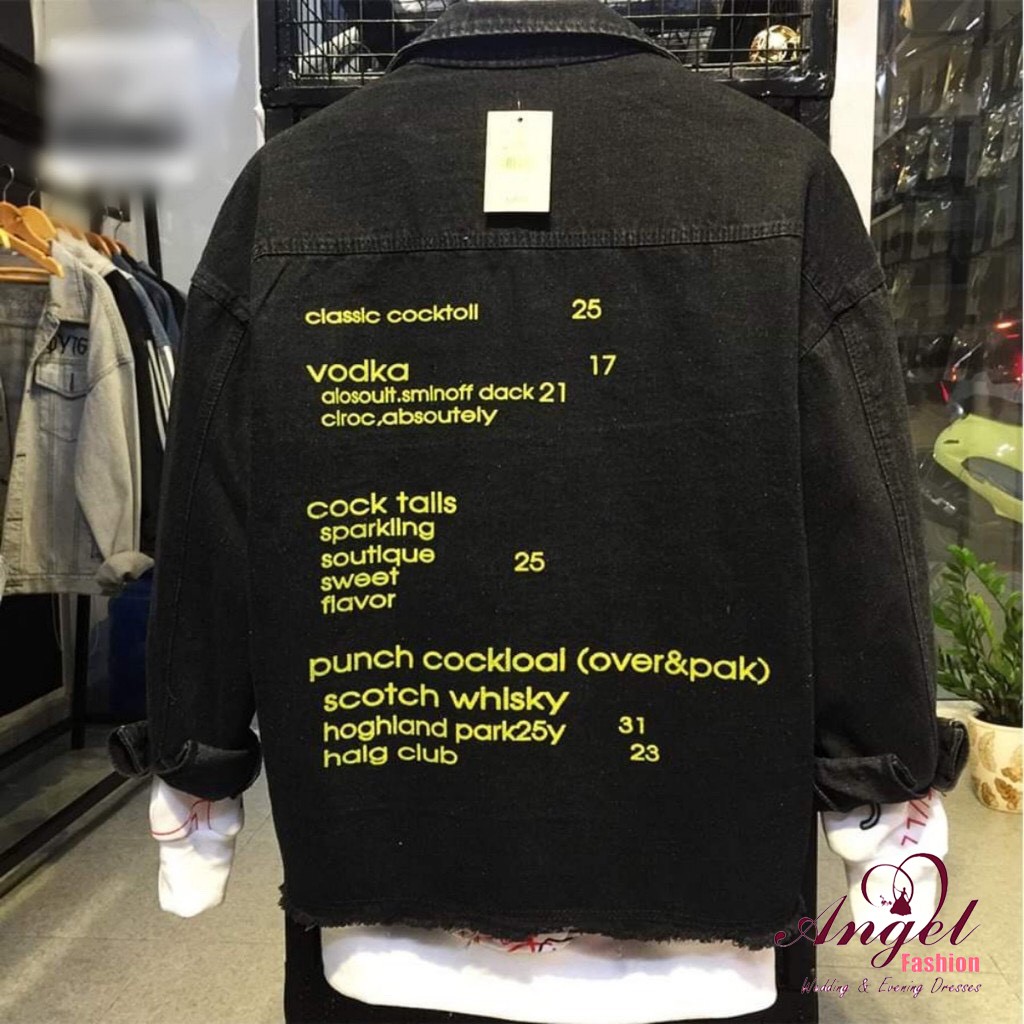 classic cocktoll 25
vodka 17
alosoult.sminoff dack 21
ciroc,absoutely
cock talls
sparkling
soutique 25
sweet
flavor
punch cockloal (over&pak)
scotch whisky
hoghland park25y 31
halg club 23
Angel
Fashion
Wedding & Evening Dresses